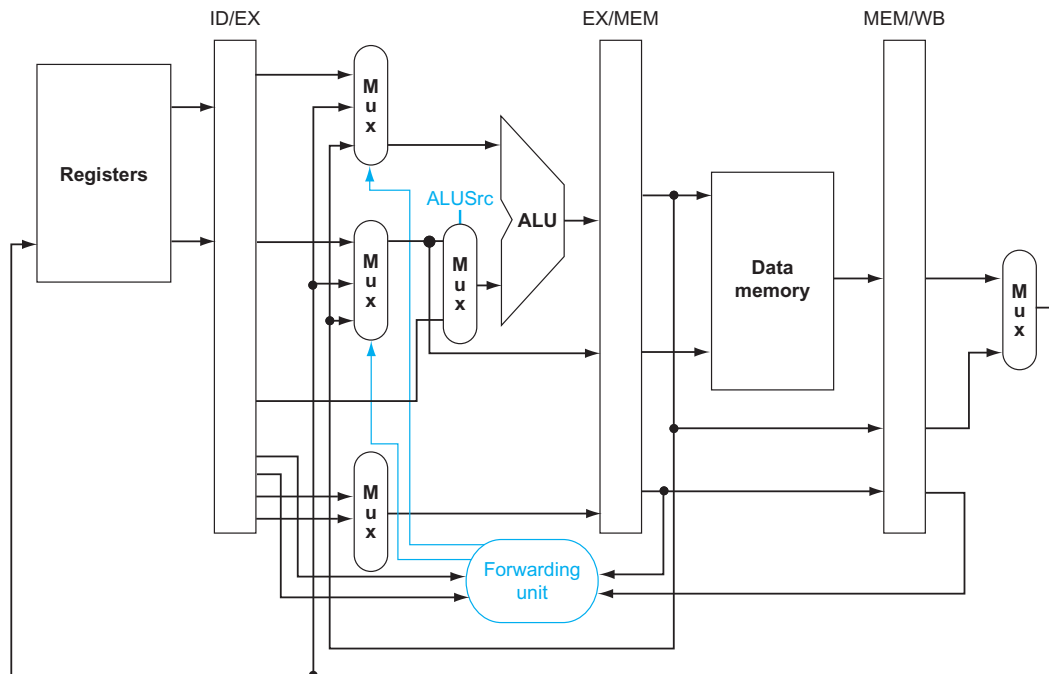 ID/EX
EX/MEM
MEM/WB
M
u
x
Registers
ALUSrc
ALU
M
u
x
M
u
x
Data
memory
M
u
x
M
u
x
Forwarding
unit